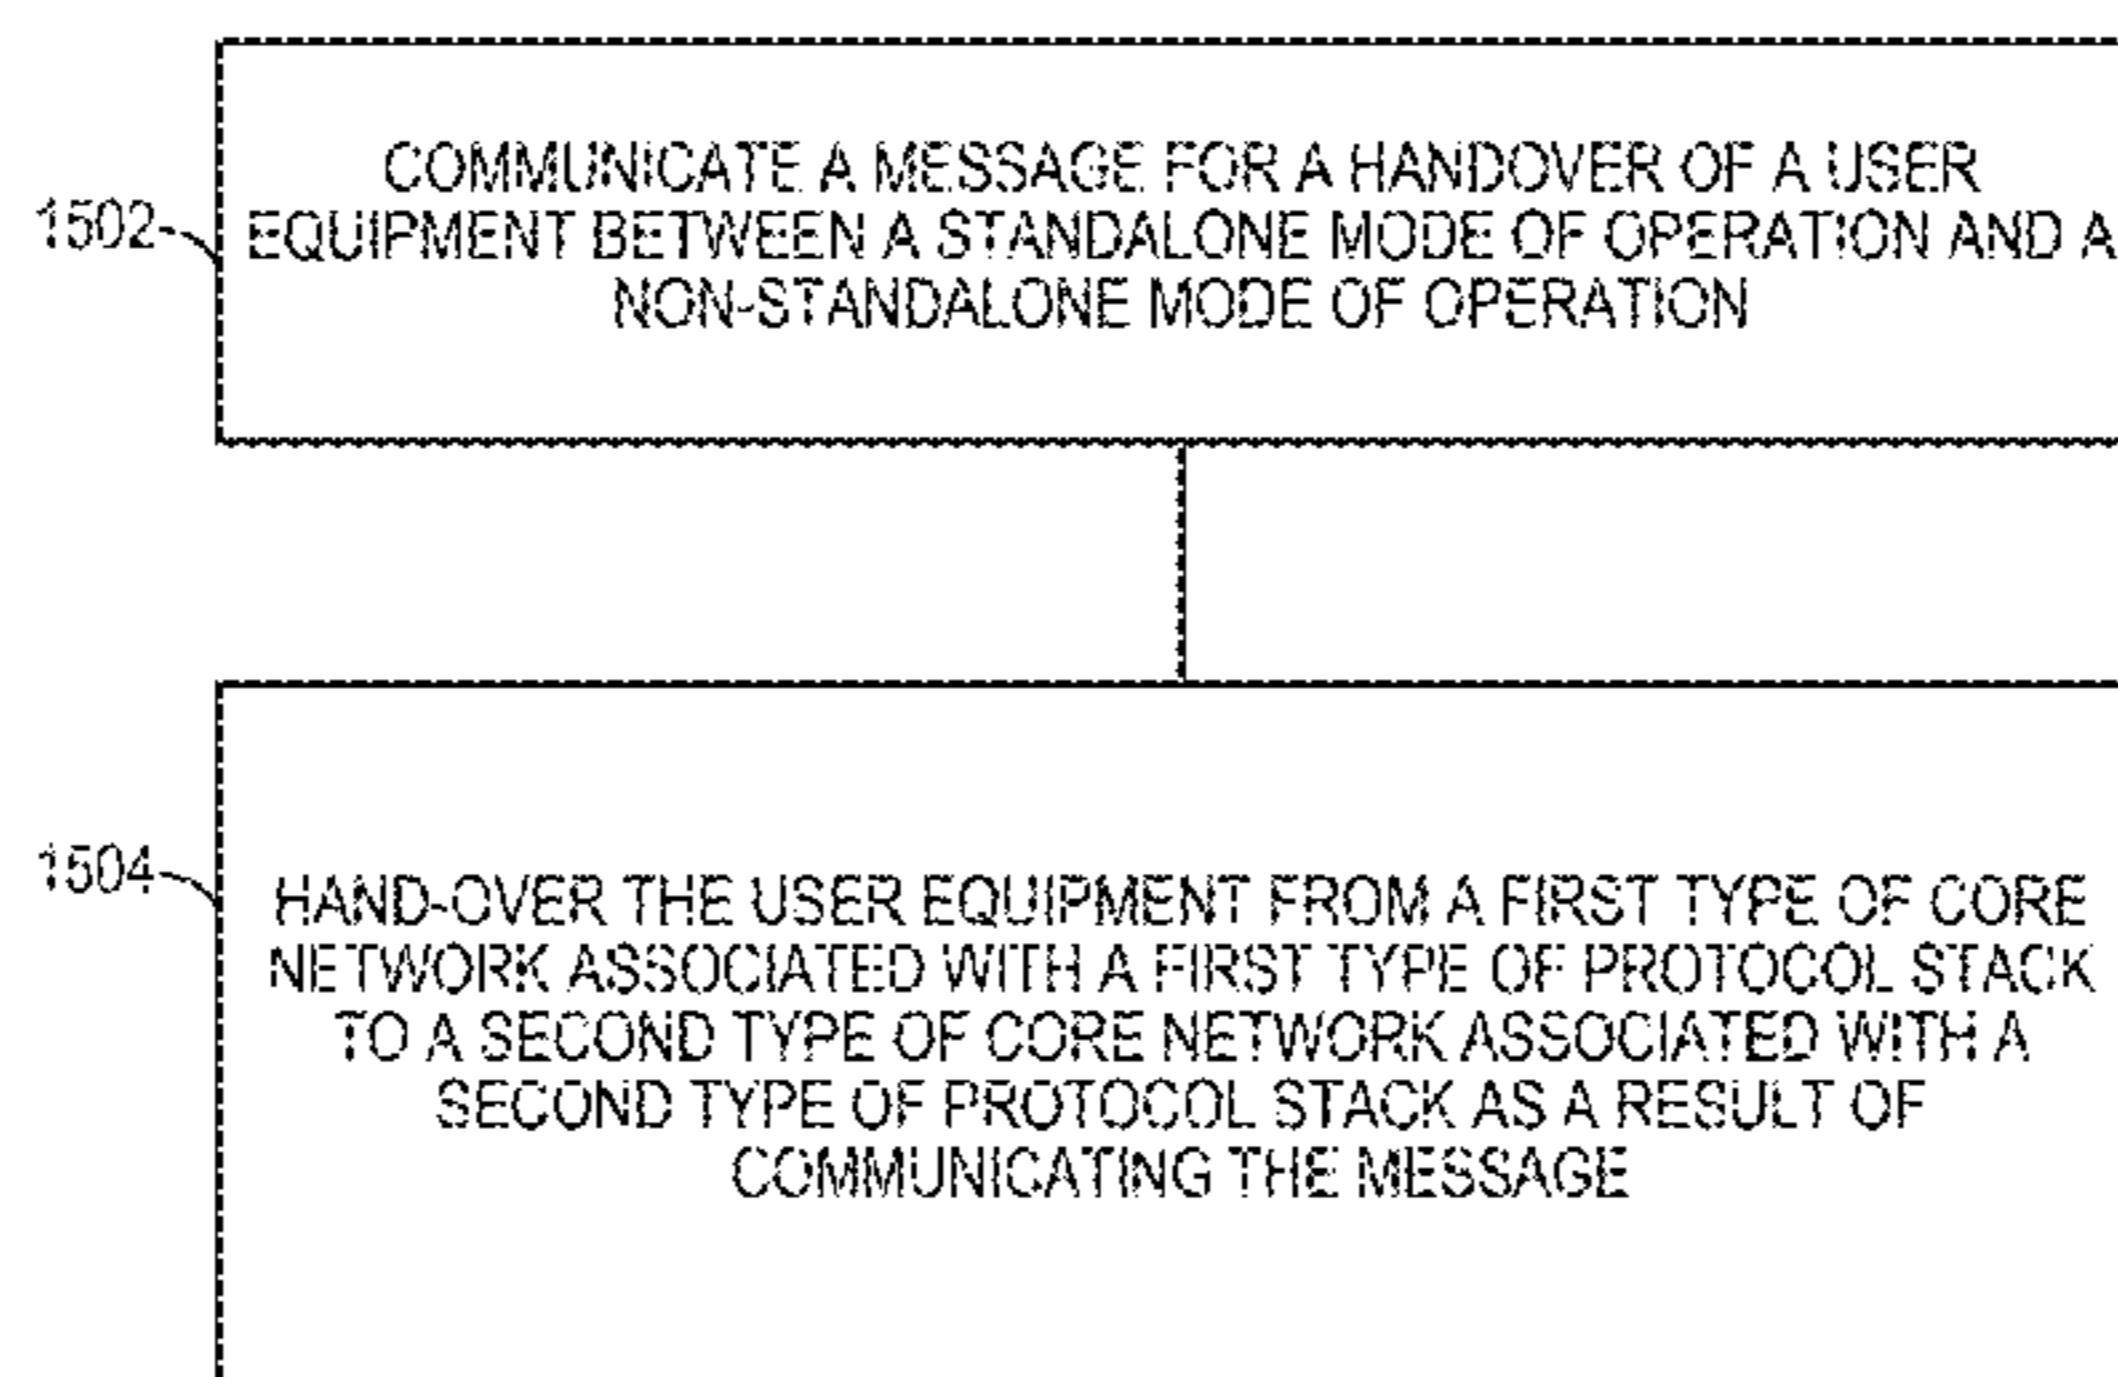 COMMUNICATE A MESSAGE FOR A HANDOVER OF A USER
1502
EQUIPMENT BETWEEN A STANDALONE MODE OF OPERATION AND A
NON-STANDALONE MODE OF OPERATION
1504
HAND-OVER THE USER EQUIPMENT FROM A FIRST TYPE OF CORE
NETWORK ASSOCIATED WITH A FIRST TYPE OF PROTOCOL STACK
TO A SECOND TYPE OF CORE NETWORK ASSOCIATED WITH A
SECOND TYPE OF PROTOCOL STACK AS A RESULT OF
COMMUNICATING THE MESSAGE